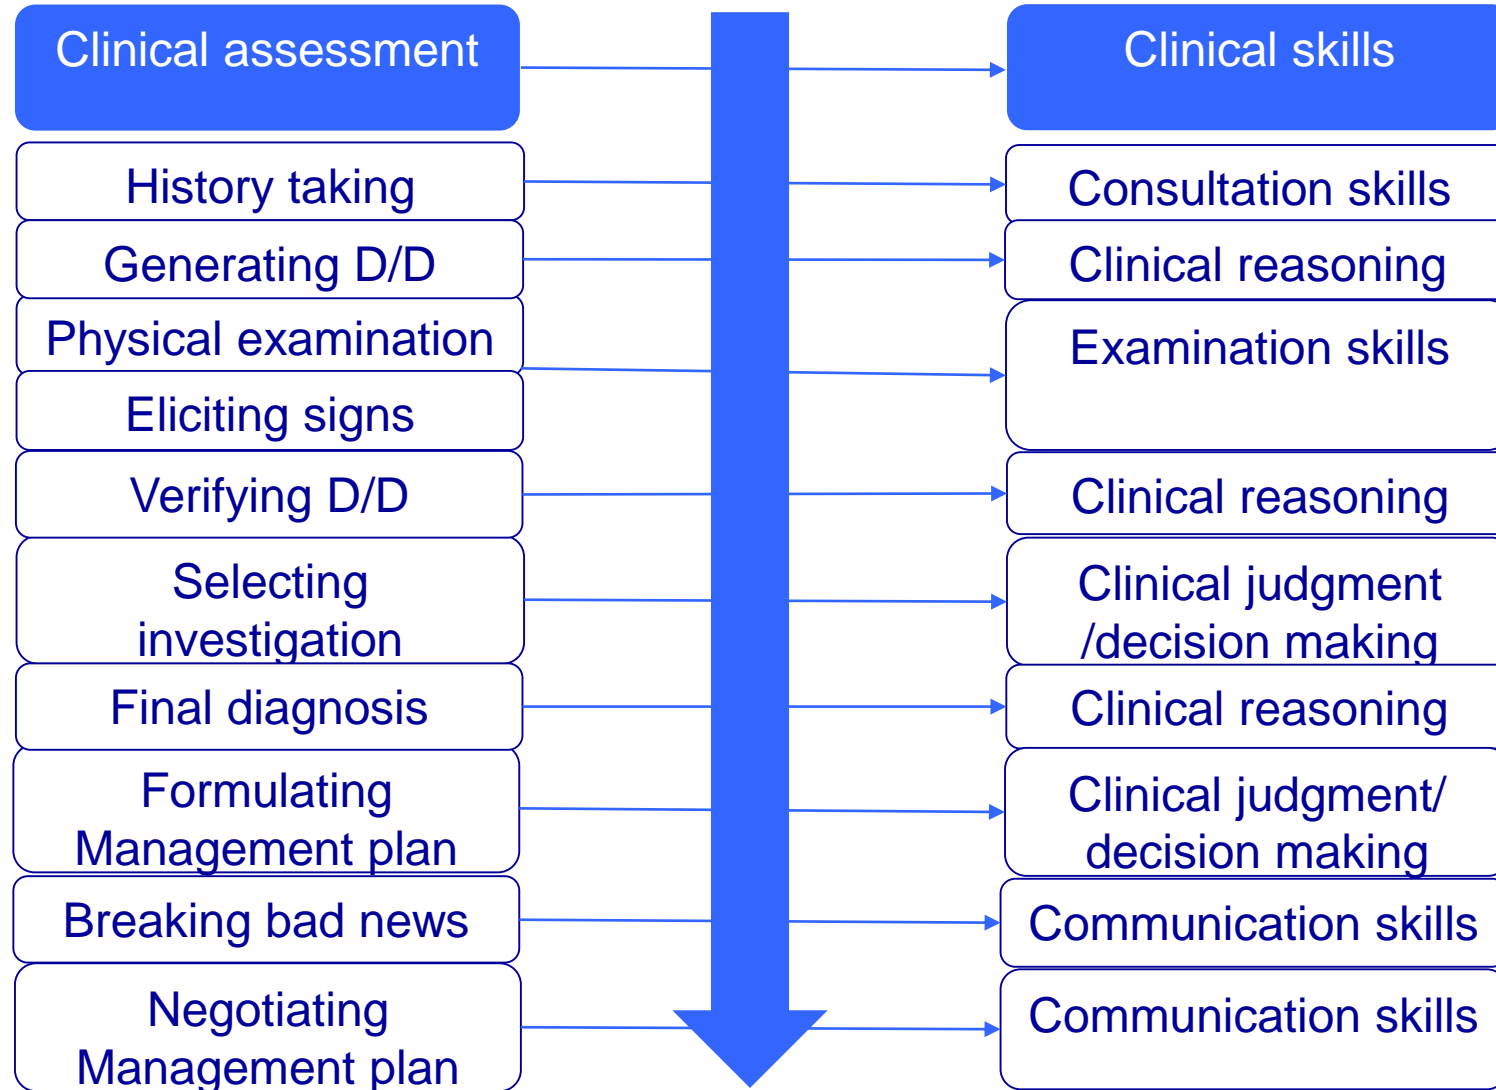 Clinical assessment
Clinical skills
History taking
Consultation skills
Generating D/D
Clinical reasoning
Physical examination
Examination skills
Eliciting signs
Verifying D/D
Clinical reasoning
Selecting
investigation
Clinical judgment
/decision making
Final diagnosis
Clinical reasoning
Formulating
Management plan
Clinical judgment/
decision making
Breaking bad news
Communication skills
Negotiating
Management plan
Communication skills